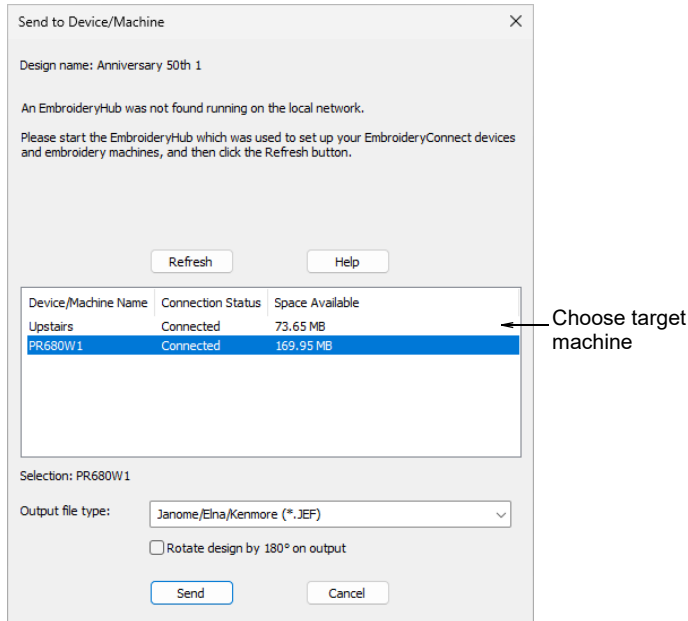 Send to Device/Machine
Design name: Anniversary 50th 1
An EmbroideryHub was not found running on the local network.
Please start the EmbroideryHub which was used to set up your EmbroideryConnect devices
and embroidery machines, and then click the Refresh button.
Refresh Help
Device/Machine Name Connection Status Space Available
Upstairs Connected 73.65 MB
PR680W1 Connected 169.95 MB
Choose target
machine
Selection: PR680W1
Output file type: Janome/Elna/Kenmore (*.JEF)
Rotate design by 180° on output
Send Cancel